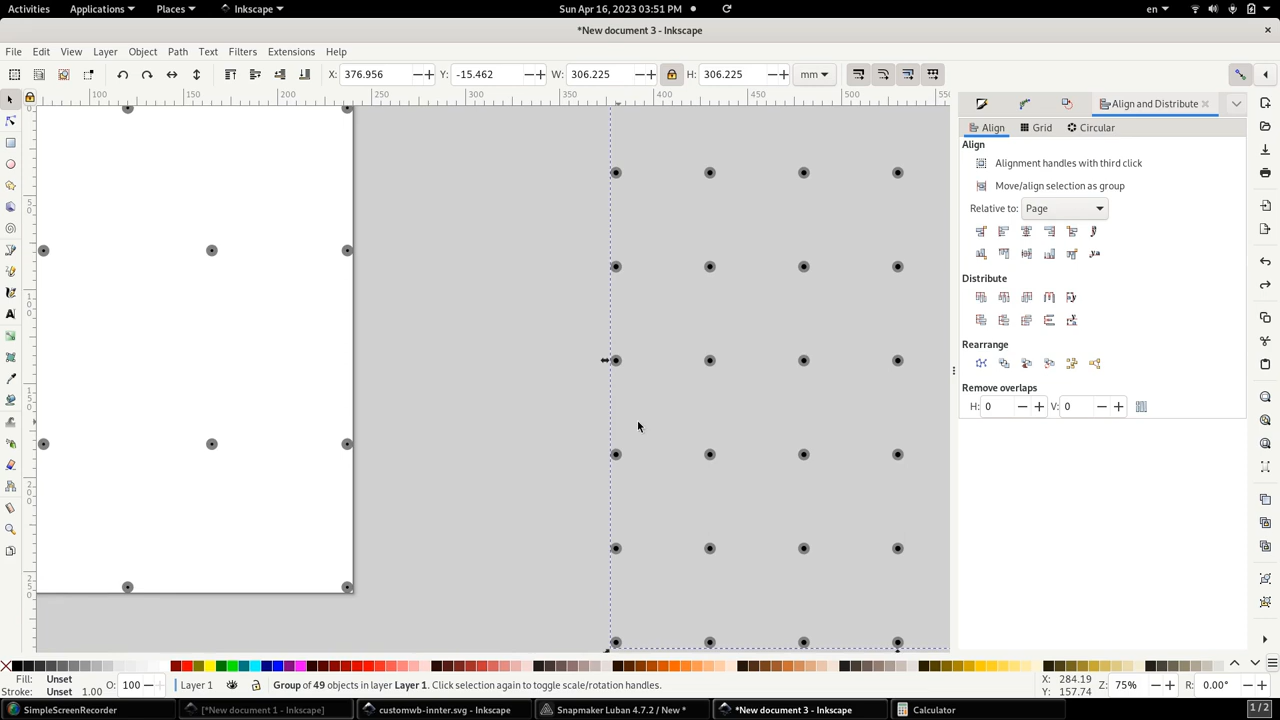 Activities Applications Places Inkscape Sun Apr 16, 2023 03:51 PM en
*New document 3 - Inkscape
File Edit View Layer Object Path Text Filters Extensions Help
X: 376.956 Y: -15.462 W: 306.225 H: 306.225 mm
100 150 200 250 300 350 400 450 500 550
50
100
150
200
250
Align and Distribute
Align Grid Circular
Align
Alignment handles with third click
Move/align selection as group
Relative to: Page
Distribute
Rearrange
Remove overlaps
H: 0 V: 0
Fill: Unset
Stroke: Unset 1.00
O: 100 Layer 1 Group of 49 objects in layer Layer 1. Click selection again to toggle scale/rotation handles.
X: 284.19
Y: 157.74
Z: 75% R: 0.00°
SimpleScreenRecorder [*New document 1 - Inkscape] customwb-innter.svg - Inkscape Snapmaker Luban 4.7.2 / New * *New document 3 - Inkscape Calculator 1 / 2